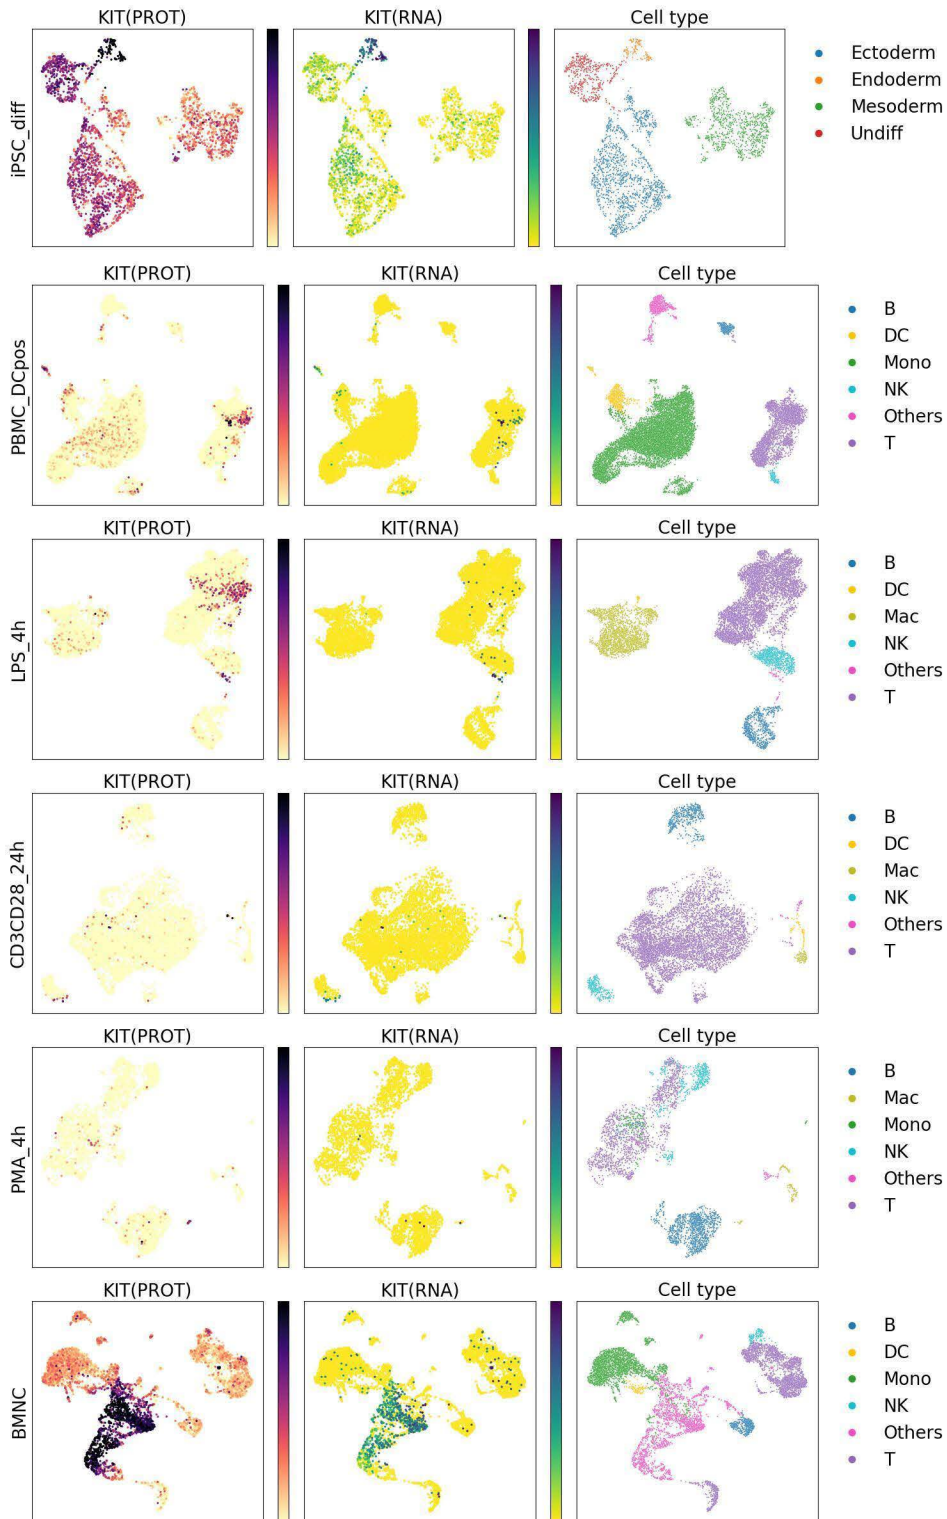 KIT(PROT) KIT(RNA) Cell type
iPSC_diff
Ectoderm
Endoderm
Mesoderm
Undiff
KIT(PROT) KIT(RNA) Cell type
PBMC_DCpos
B
DC
Mono
NK
Others
T
KIT(PROT) KIT(RNA) Cell type
LPS_4h
B
DC
Mac
NK
Others
T
KIT(PROT) KIT(RNA) Cell type
CD3CD28_24h
B
DC
Mac
NK
Others
T
KIT(PROT) KIT(RNA) Cell type
PMA_4h
B
Mac
Mono
NK
Others
T
KIT(PROT) KIT(RNA) Cell type
BMNC
B
DC
Mono
NK
Others
T